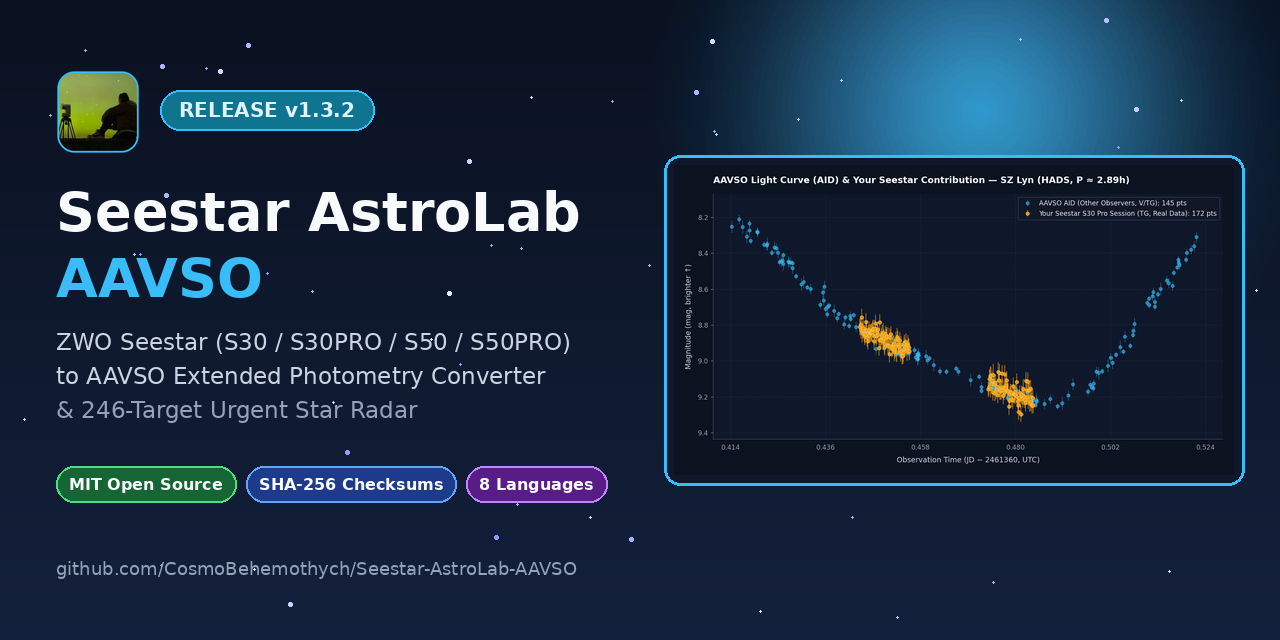 RELEASE v1.3.2
Seestar AstroLab
AAVSO
ZWO Seestar (S30 / S30PRO / S50 / S50PRO)
to AAVSO Extended Photometry Converter
& 246-Target Urgent Star Radar
MIT Open Source
SHA-256 Checksums
8 Languages
github.com/CosmoBehemothych/Seestar-AstroLab-AAVSO
AAVSO Light Curve (AID) & Your Seestar Contribution — SZ Lyn (HADS, P ≈ 2.89h)
AAVSO AID (Other Observers, V/TG): 145 pts
Your Seestar S30 Pro Session (TG, Real Data): 172 pts
Magnitude (mag, brighter ↑)
8.2
8.4
8.6
8.8
9.0
9.2
9.4
0.414 0.436 0.458 0.480 0.502 0.524
Observation Time (JD − 2461360, UTC)